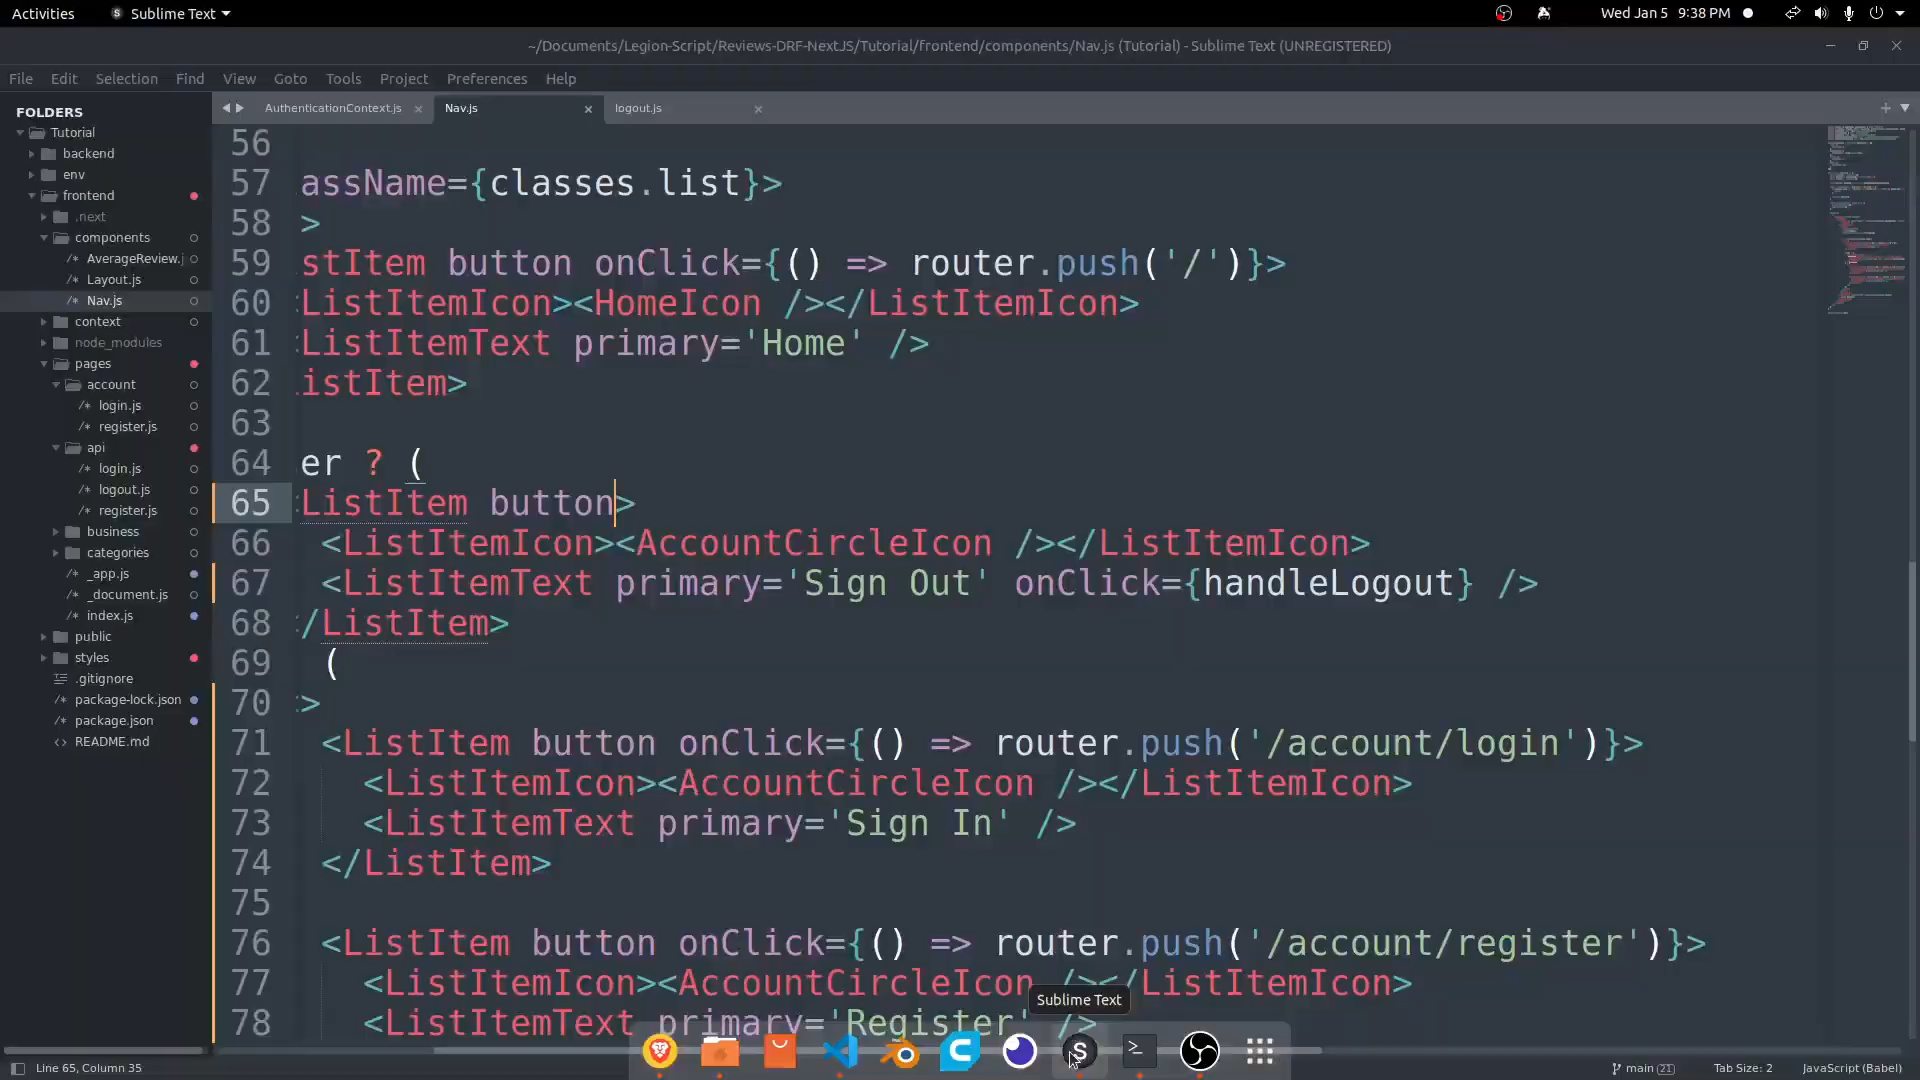 Activities
Sublime Text
Wed Jan 5 9:38 PM
~/Documents/Legion-Script/Reviews-DRF-NextJS/Tutorial/frontend/components/Nav.js (Tutorial) - Sublime Text (UNREGISTERED)
File Edit Selection Find View Goto Tools Project Preferences Help
AuthenticationContext.js
Nav.js
logout.js
FOLDERS
Tutorial
backend
env
frontend
.next
components
/* AverageReview.j
/* Layout.js
/* Nav.js
context
node_modules
pages
account
/* login.js
/* register.js
api
/* login.js
/* logout.js
/* register.js
business
categories
/* _app.js
/* _document.js
/* index.js
public
styles
.gitignore
/* package-lock.json
/* package.json
<> README.md
56
57 assName={classes.list}>
58 >
59 stItem button onClick={() => router.push('/')}>
60 ListItemIcon><HomeIcon /></ListItemIcon>
61 ListItemText primary='Home' />
62 istItem>
63
64 er ? (
65 ListItem button>
66 <ListItemIcon><AccountCircleIcon /></ListItemIcon>
67 <ListItemText primary='Sign Out' onClick={handleLogout} />
68 /ListItem>
69 (
70 >
71 <ListItem button onClick={() => router.push('/account/login')}>
72 <ListItemIcon><AccountCircleIcon /></ListItemIcon>
73 <ListItemText primary='Sign In' />
74 </ListItem>
75
76 <ListItem button onClick={() => router.push('/account/register')}>
77 <ListItemIcon><AccountCircleIcon /></ListItemIcon>
78 <ListItemText primary='Register' />
Sublime Text
Line 65, Column 35
main 21
Tab Size: 2
JavaScript (Babel)